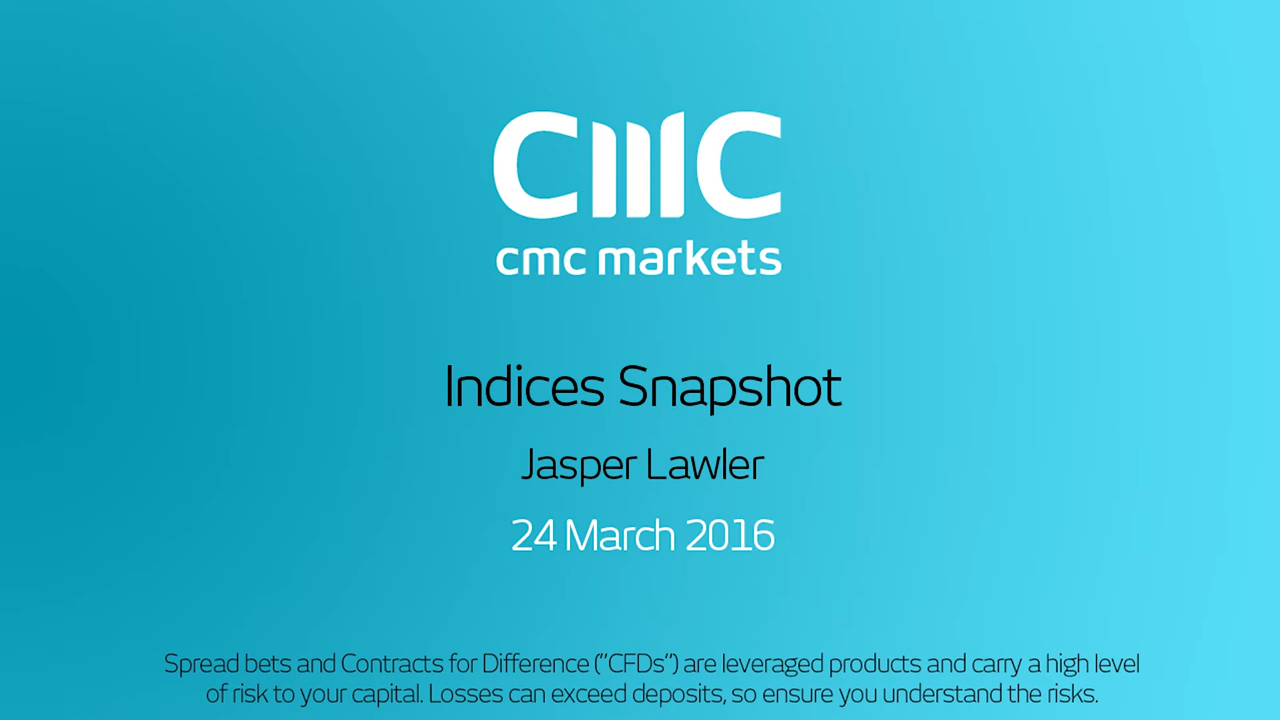 CMC
cmc markets
Indices Snapshot
Jasper Lawler
24 March 2016
Spread bets and Contracts for Difference (”CFDs”) are leveraged products and carry a high level
of risk to your capital. Losses can exceed deposits, so ensure you understand the risks.